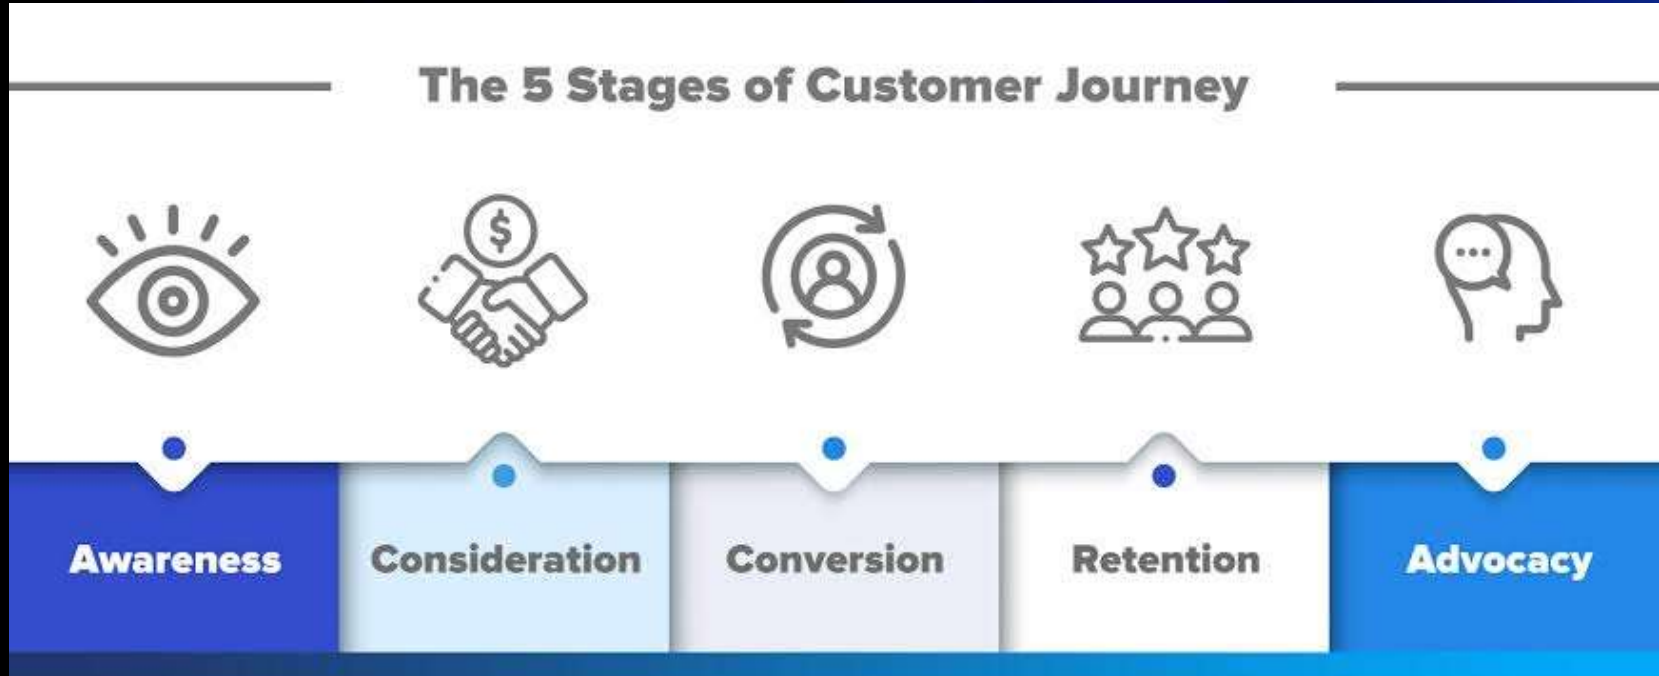 The 5 Stages of Customer Journey
$
Awareness
Consideration
Conversion
Retention
Advocacy